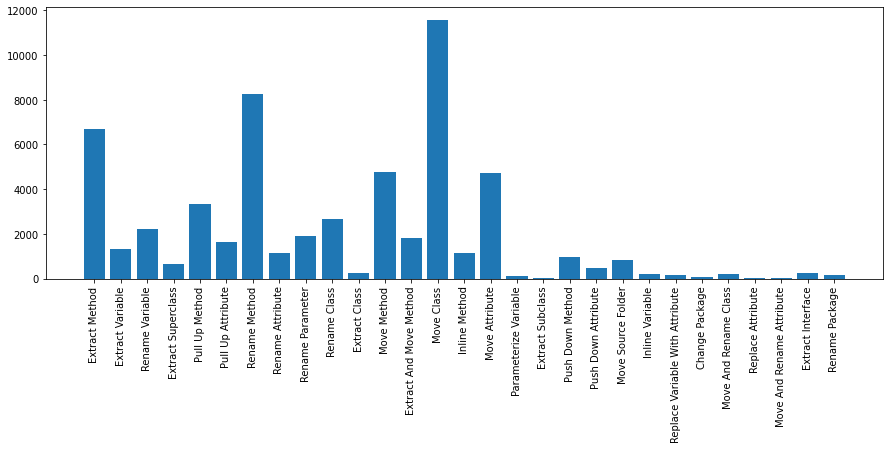 12000
10000
8000
6000
4000
2000
0
Extract Method
Extract Variable
Rename Variable
Extract Superclass
Pull Up Method
Pull Up Attribute
Rename Method
Rename Attribute
Rename Parameter
Rename Class
Extract Class
Move Method
Extract And Move Method
Move Class
Inline Method
Move Attribute
Parameterize Variable
Extract Subclass
Push Down Method
Push Down Attribute
Move Source Folder
Inline Variable
Replace Variable With Attribute
Change Package
Move And Rename Class
Replace Attribute
Move And Rename Attribute
Extract Interface
Rename Package